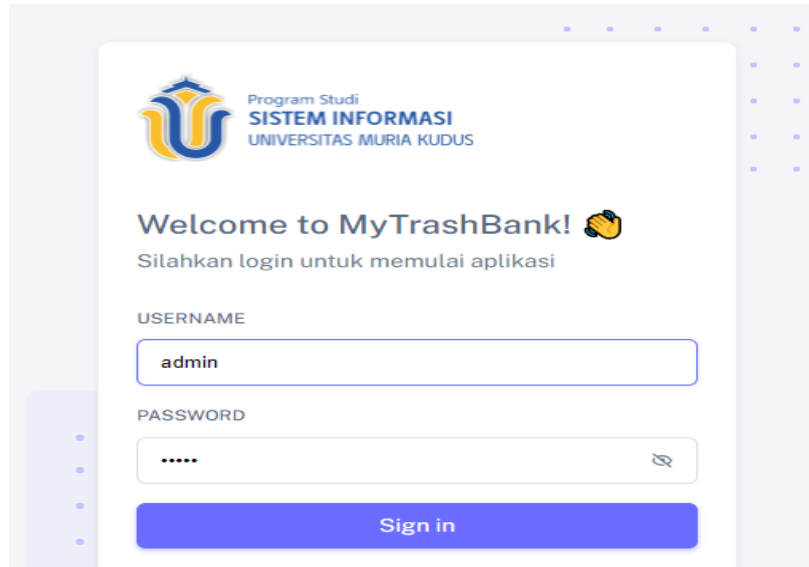 Program Studi
SISTEM INFORMASI
UNIVERSITAS MURIA KUDUS
Welcome to MyTrashBank! 👏
Silahkan login untuk memulai aplikasi
USERNAME
admin
PASSWORD
•••••
Sign in